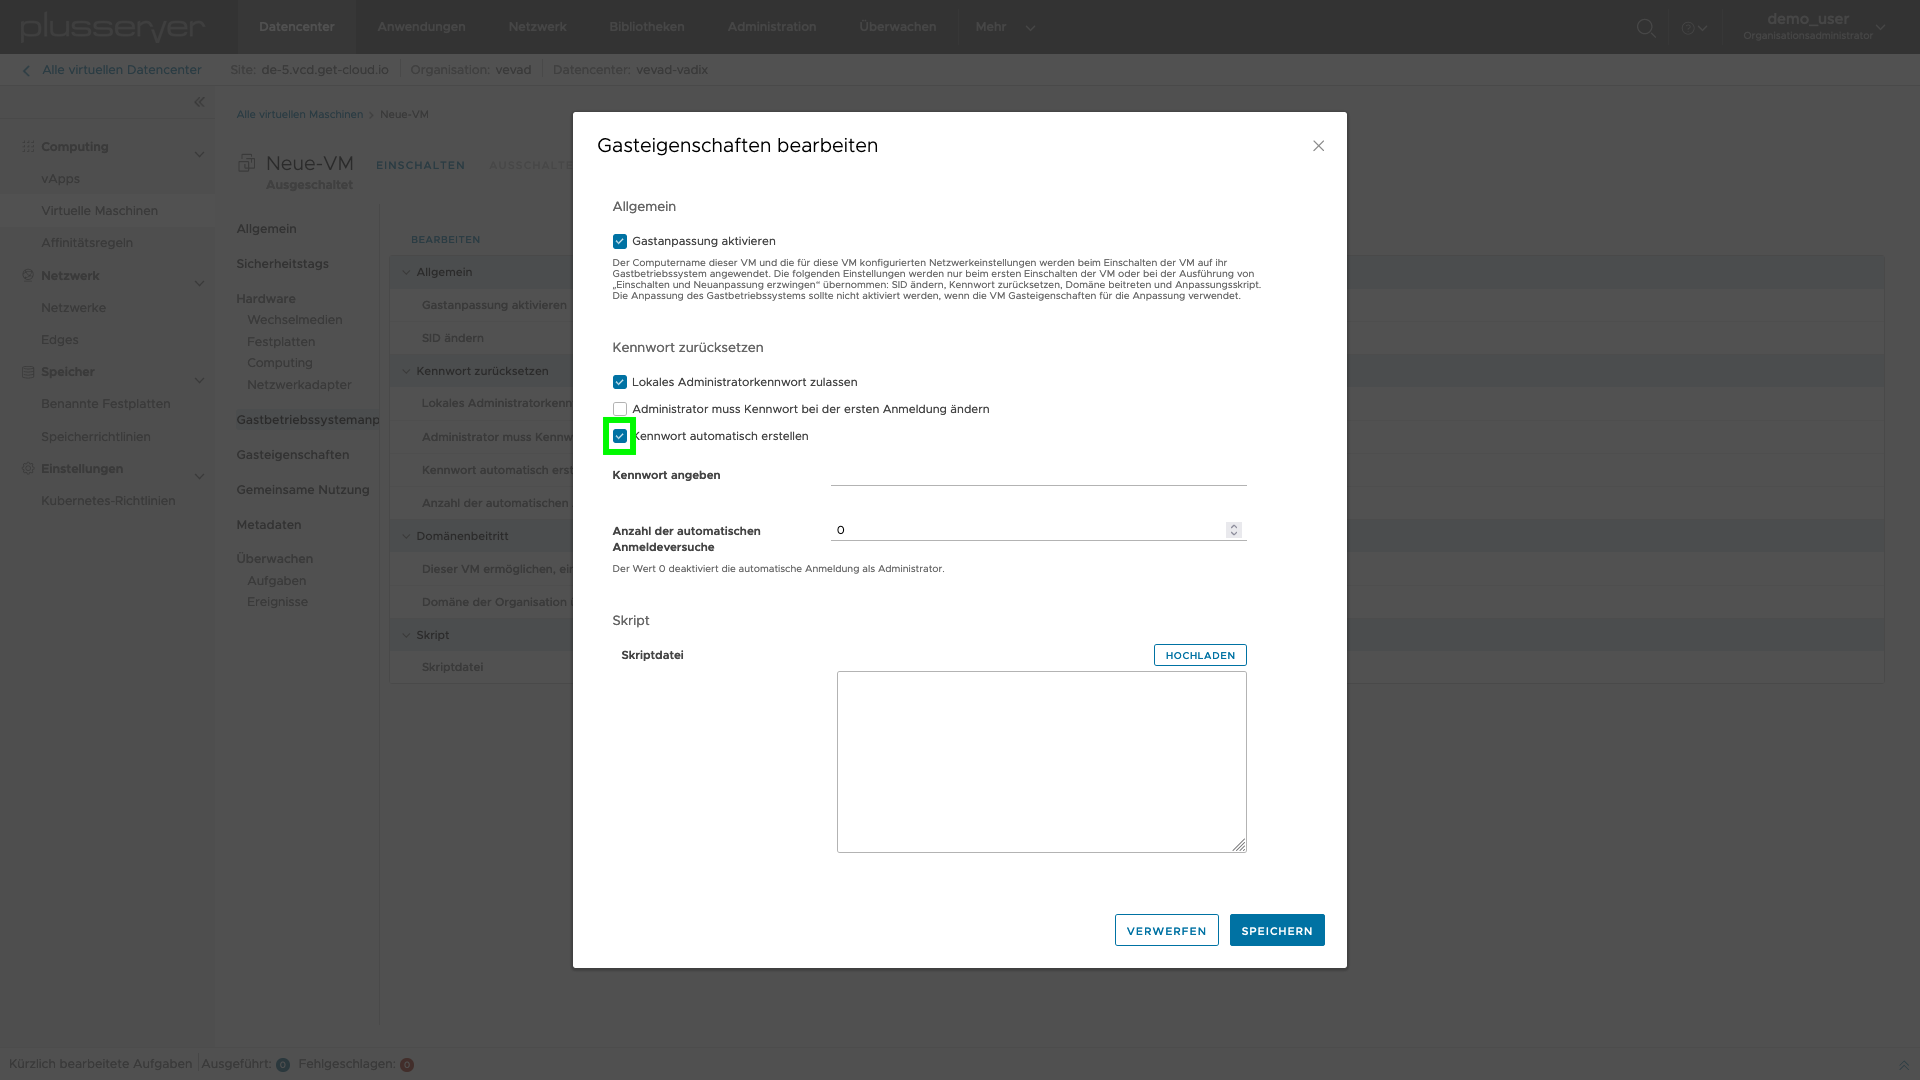 plusserver
Datencenter
Anwendungen
Netzwerk
Bibliotheken
Administration
Überwachen
Mehr
demo_user
Organisationsadministrator
Alle virtuellen Datencenter
Site: de-5.vcd.get-cloud.io
Organisation: vevad
Datencenter: vevad-vadix
Computing
vApps
Virtuelle Maschinen
Affinitätsregeln
Netzwerk
Netzwerke
Edges
Speicher
Benannte Festplatten
Speicherrichtlinien
Einstellungen
Kubernetes-Richtlinien
Alle virtuellen Maschinen > Neue-VM
Neue-VM
EINSCHALTEN
AUSSCHALTE
Ausgeschaltet
Allgemein
Sicherheitstags
Hardware
Wechselmedien
Festplatten
Computing
Netzwerkadapter
Gastbetriebssystemanp
Gasteigenschaften
Gemeinsame Nutzung
Metadaten
Überwachen
Aufgaben
Ereignisse
BEARBEITEN
Allgemein
Gastanpassung aktivieren
SID ändern
Kennwort zurücksetzen
Lokales Administratorkenn
Administrator muss Kennw
Kennwort automatisch erst
Anzahl der automatischen
Domänenbeitritt
Dieser VM ermöglichen, ein
Domäne der Organisation
Skript
Skriptdatei
Gasteigenschaften bearbeiten
Allgemein
Gastanpassung aktivieren
Der Computername dieser VM und die für diese VM konfigurierten Netzwerkeinstellungen werden beim Einschalten der VM auf ihr
Gastbetriebssystem angewendet. Die folgenden Einstellungen werden nur beim ersten Einschalten der VM oder bei der Ausführung von
„Einschalten und Neuanpassung erzwingen“ übernommen: SID ändern, Kennwort zurücksetzen, Domäne beitreten und Anpassungsskript.
Die Anpassung des Gastbetriebssystems sollte nicht aktiviert werden, wenn die VM Gasteigenschaften für die Anpassung verwendet.
Kennwort zurücksetzen
Lokales Administratorkennwort zulassen
Administrator muss Kennwort bei der ersten Anmeldung ändern
Kennwort automatisch erstellen
Kennwort angeben
Anzahl der automatischen
Anmeldeversuche
0
Der Wert 0 deaktiviert die automatische Anmeldung als Administrator.
Skript
Skriptdatei
HOCHLADEN
VERWERFEN
SPEICHERN
Kürzlich bearbeitete Aufgaben
Ausgeführt: 0
Fehlgeschlagen: 0